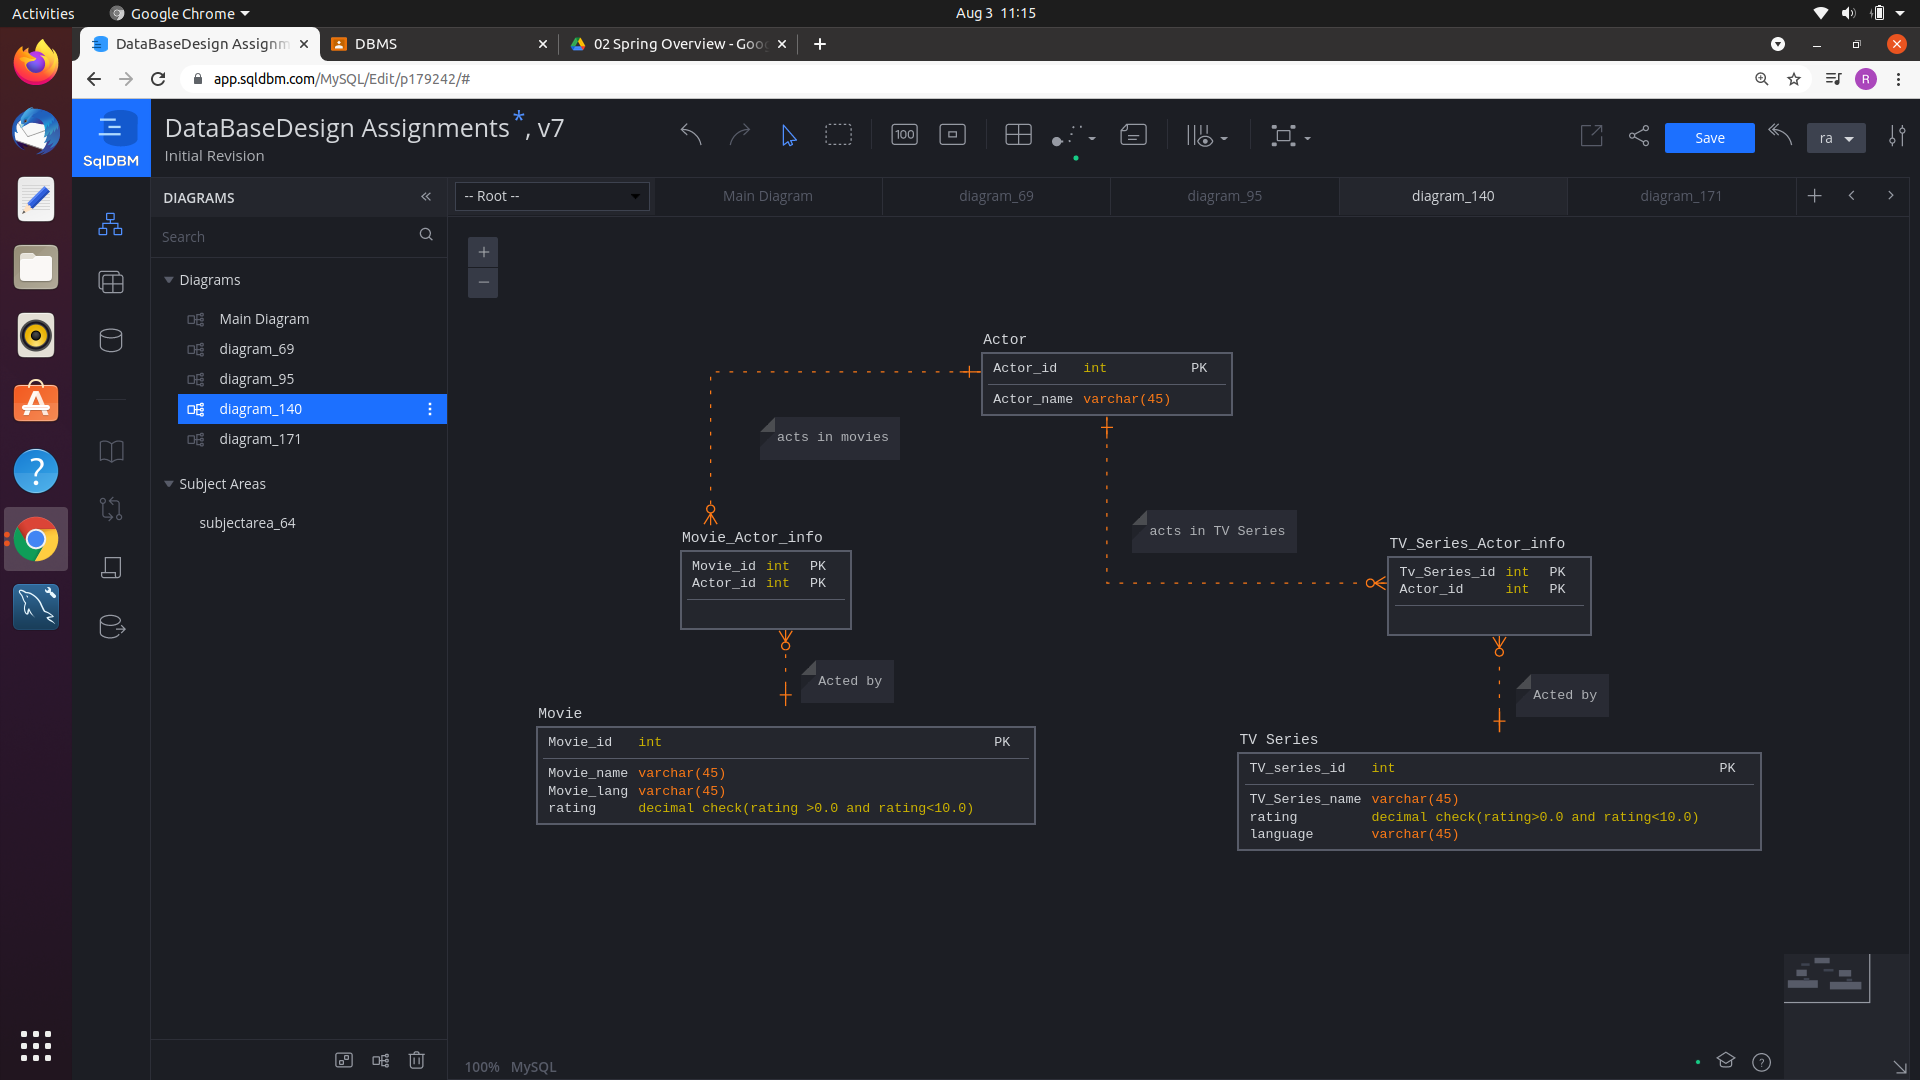 Activities
Google Chrome
Aug 3 11:15
DataBaseDesign Assignm
DBMS
02 Spring Overview - Goo
app.sqldbm.com/MySQL/Edit/p179242/#
R
SqlDBM
DataBaseDesign Assignments*, v7
Initial Revision
100
Save
ra
DIAGRAMS
-- Root --
Main Diagram
diagram_69
diagram_95
diagram_140
diagram_171
Search
Diagrams
Main Diagram
diagram_69
diagram_95
diagram_140
diagram_171
Subject Areas
subjectarea_64
Actor
Actor_id int PK
Actor_name varchar(45)
acts in movies
acts in TV Series
Movie_Actor_info
Movie_id int PK
Actor_id int PK
TV_Series_Actor_info
Tv_Series_id int PK
Actor_id int PK
Acted by
Acted by
Movie
Movie_id int PK
Movie_name varchar(45)
Movie_lang varchar(45)
rating decimal check(rating >0.0 and rating<10.0)
TV Series
TV_series_id int PK
TV_Series_name varchar(45)
rating decimal check(rating>0.0 and rating<10.0)
language varchar(45)
100% MySQL